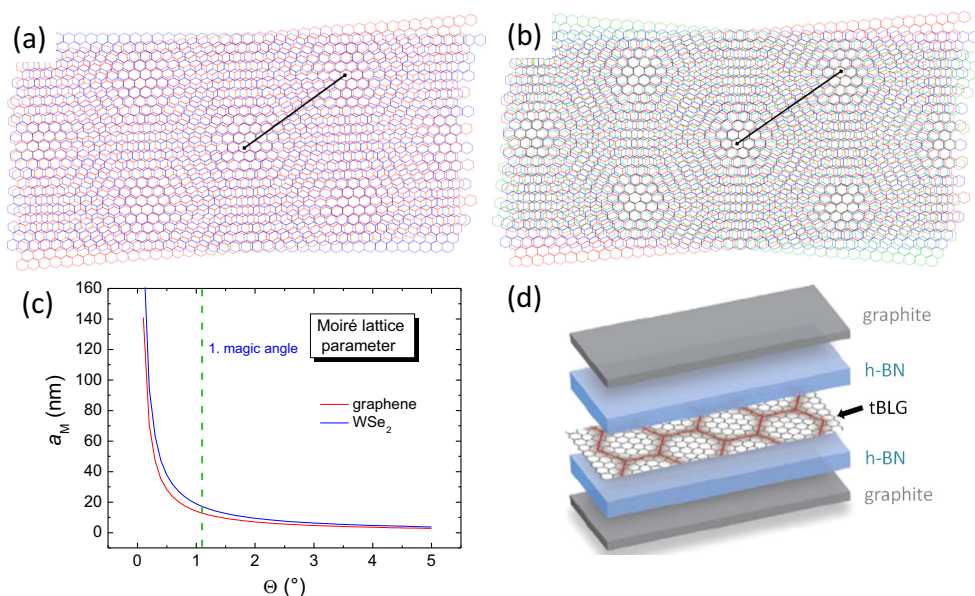 (a)
(b)
(c)
160
140
120
100
80
60
40
20
0
a_M (nm)
0 1 2 3 4 5
Θ (°)
1. magic angle
Moiré lattice
parameter
graphene
WSe₂
(d)
graphite
h-BN
tBLG
h-BN
graphite